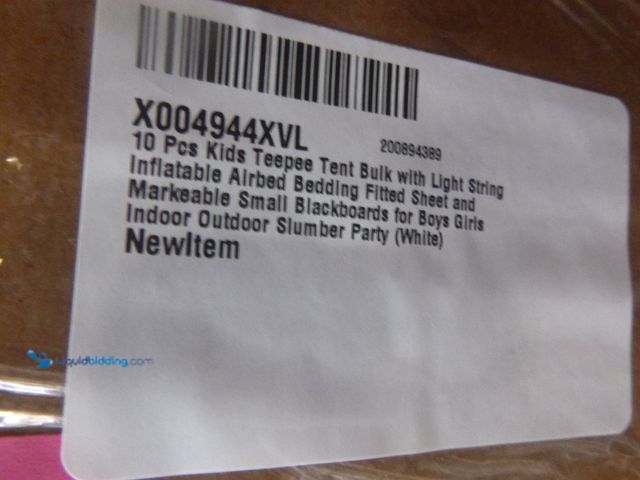 X004944XVL
200894389
10 Pcs Kids Teepee Tent Bulk with Light String
Inflatable Airbed Bedding Fitted Sheet and
Markeable Small Blackboards for Boys Girls
Indoor Outdoor Slumber Party (White)
NewItem
liquidbidding.com